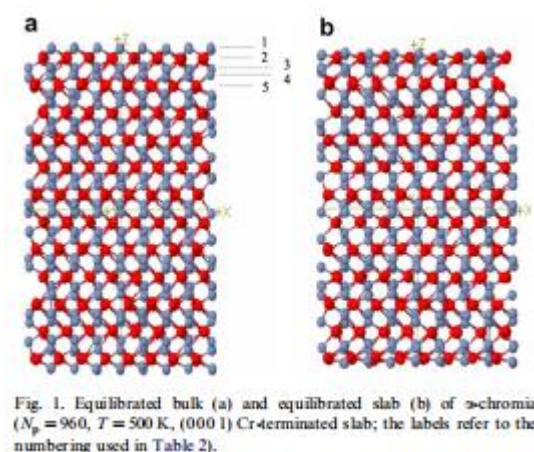 a
b
+Z
+Z
1
2
3
4
5
+X
+X
Fig. 1. Equilibrated bulk (a) and equilibrated slab (b) of α-chromia
(Np = 960, T = 500 K, (0001) Cr-terminated slab; the labels refer to the
numbering used in Table 2).